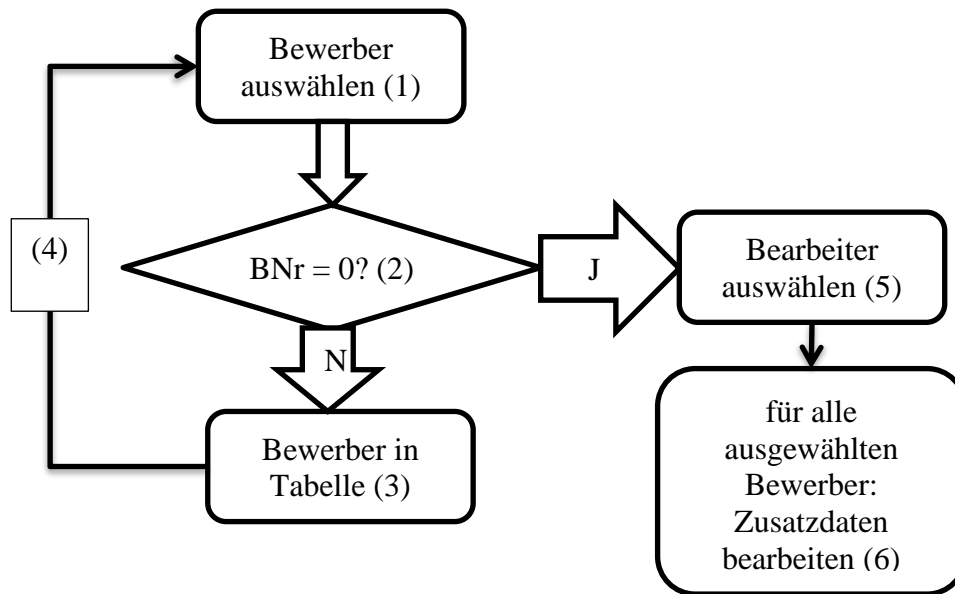 Bewerber
auswählen (1)
(4)
BNr = 0? (2)
J
Bearbeiter
auswählen (5)
N
Bewerber in
Tabelle (3)
für alle
ausgewählten
Bewerber:
Zusatzdaten
bearbeiten (6)